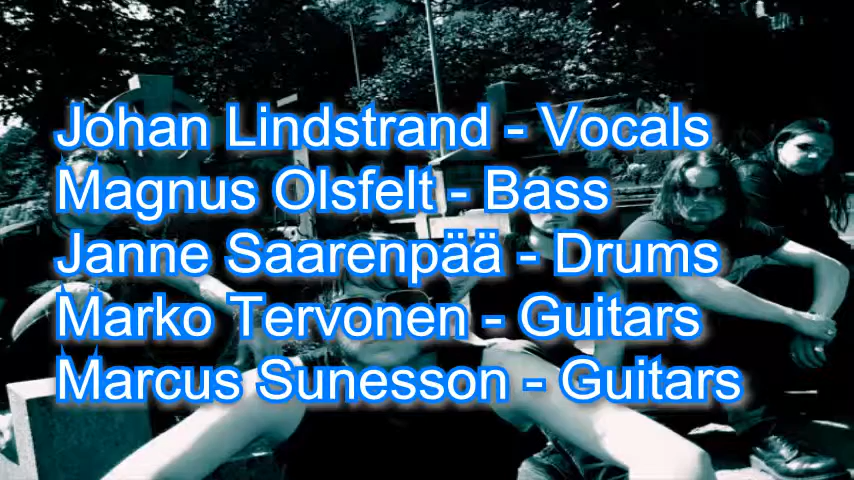 Johan Lindstrand - Vocals
Magnus Olsfelt - Bass
Janne Saarenpää - Drums
Marko Tervonen - Guitars
Marcus Sunesson - Guitars